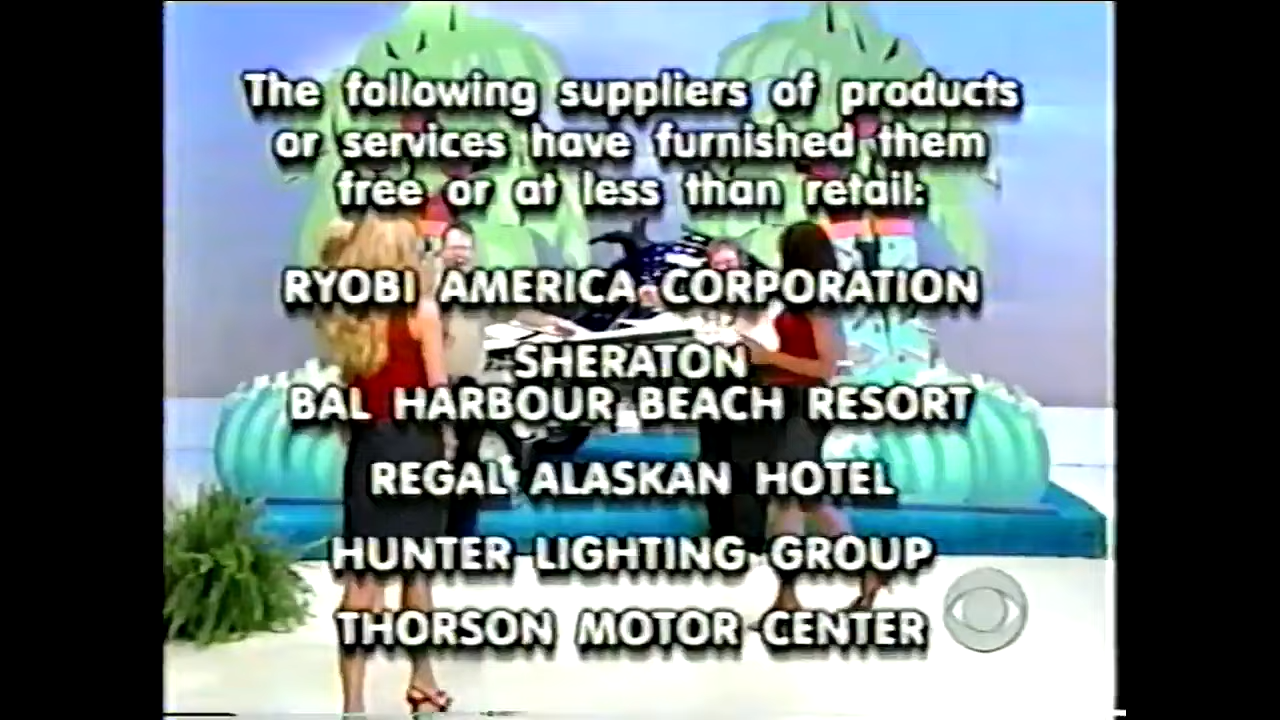 The following suppliers of products
or services have furnished them
free or at less than retail:
RYOBI AMERICA CORPORATION
SHERATON
BAL HARBOUR BEACH RESORT
REGAL ALASKAN HOTEL
HUNTER LIGHTING GROUP
THORSON MOTOR CENTER